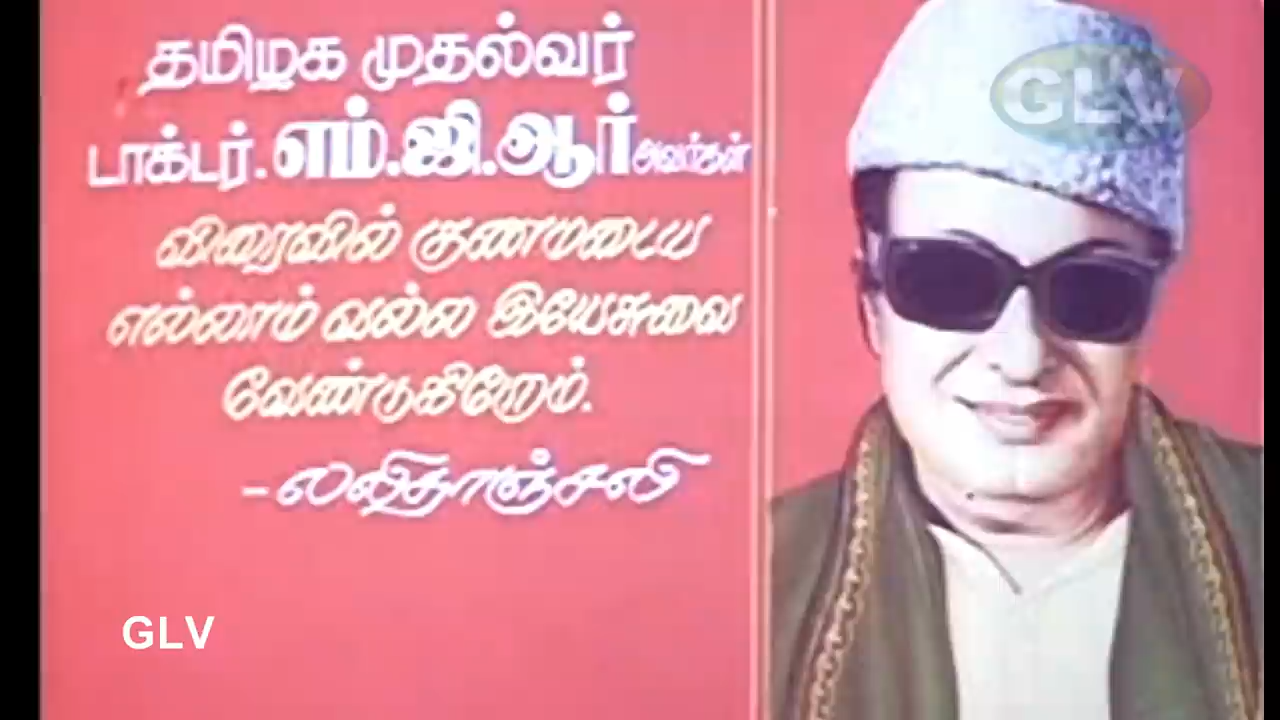 தமிழக முதல்வர்
டாக்டர். எம்.ஜி.ஆர் அவர்கள்
விரைவில் குணமடைய
எல்லாம் வல்ல இயேசுவை
வேண்டுகிறோம்.
- லலிதாஞ்சலி
GLV
GLV